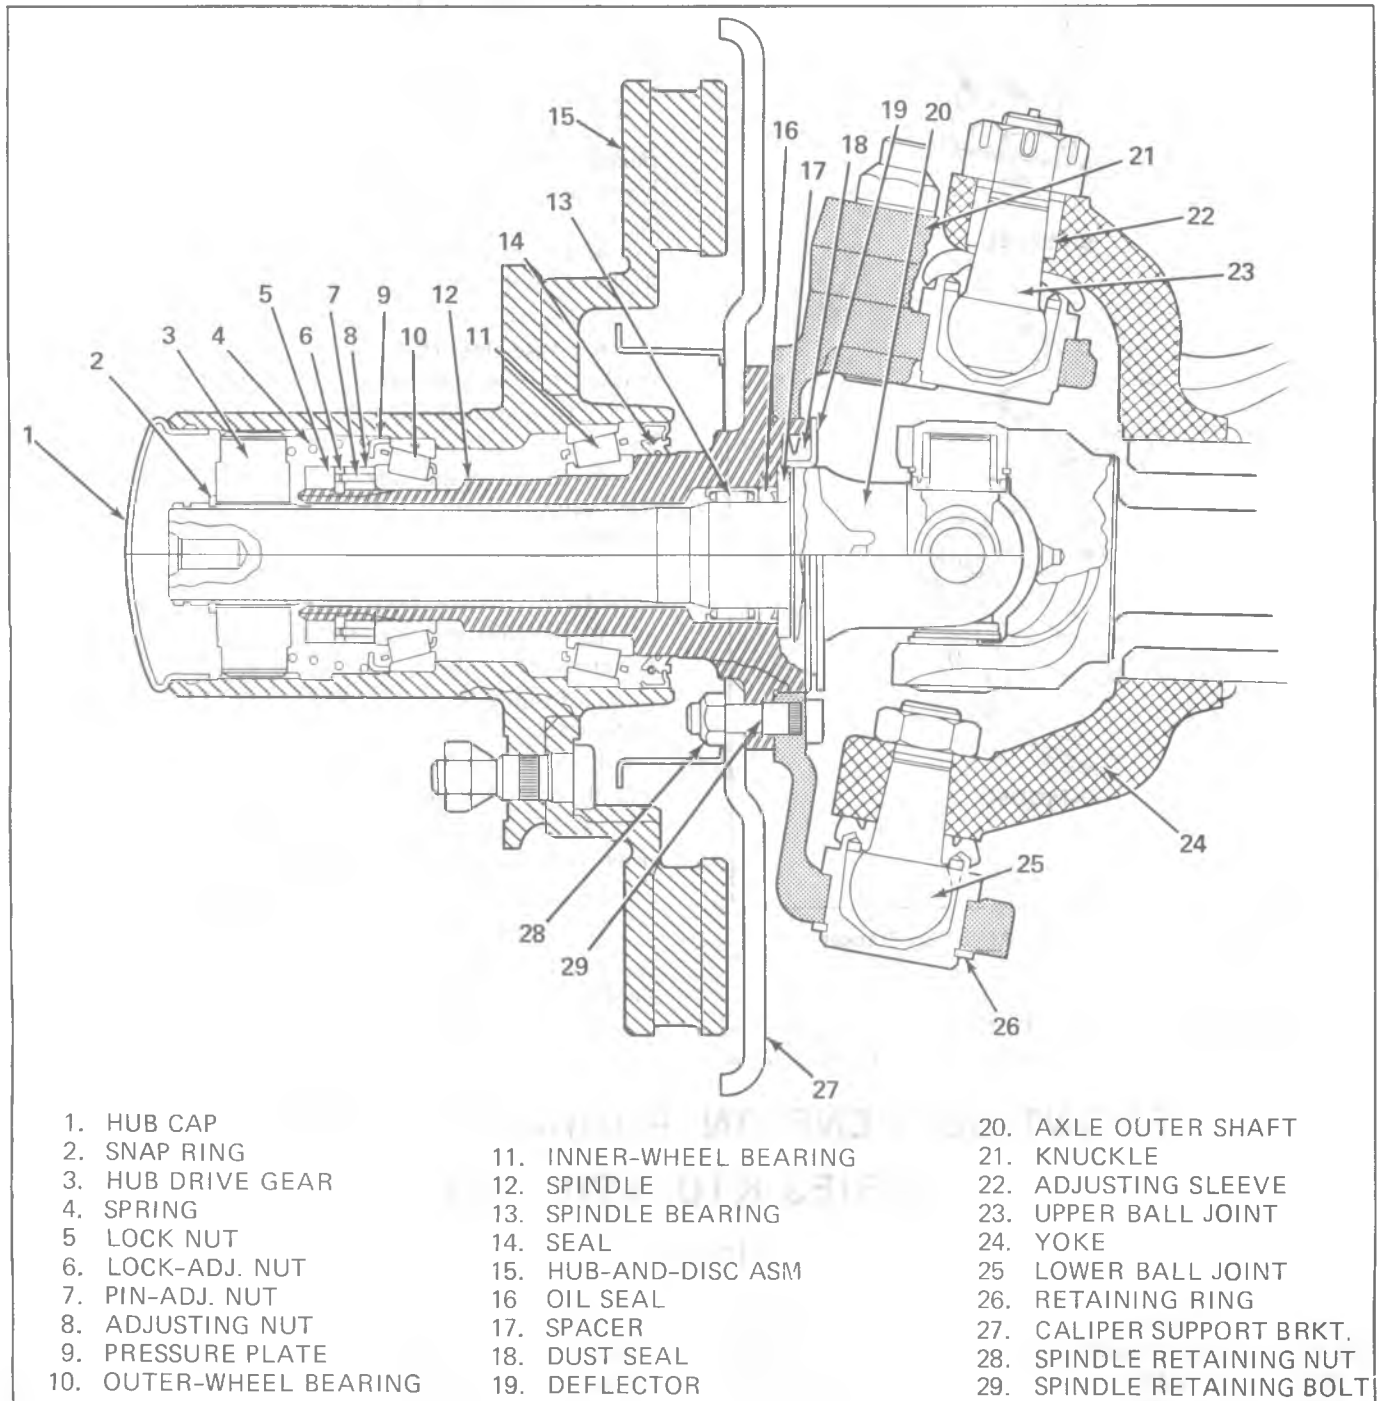 15
19
20
16
18
21
17
13
22
14
23
7
9
12
5
6
8
11
10
3
4
2
1
24
25
28
29
26
27
1. HUB CAP
2. SNAP RING
3. HUB DRIVE GEAR
4. SPRING
5 LOCK NUT
6. LOCK-ADJ. NUT
7. PIN-ADJ. NUT
8. ADJUSTING NUT
9. PRESSURE PLATE
10. OUTER-WHEEL BEARING
11. INNER-WHEEL BEARING
12. SPINDLE
13. SPINDLE BEARING
14. SEAL
15. HUB-AND-DISC ASM
16 OIL SEAL
17. SPACER
18. DUST SEAL
19. DEFLECTOR
20. AXLE OUTER SHAFT
21. KNUCKLE
22. ADJUSTING SLEEVE
23. UPPER BALL JOINT
24. YOKE
25 LOWER BALL JOINT
26. RETAINING RING
27. CALIPER SUPPORT BRKT.
28. SPINDLE RETAINING NUT
29. SPINDLE RETAINING BOLT